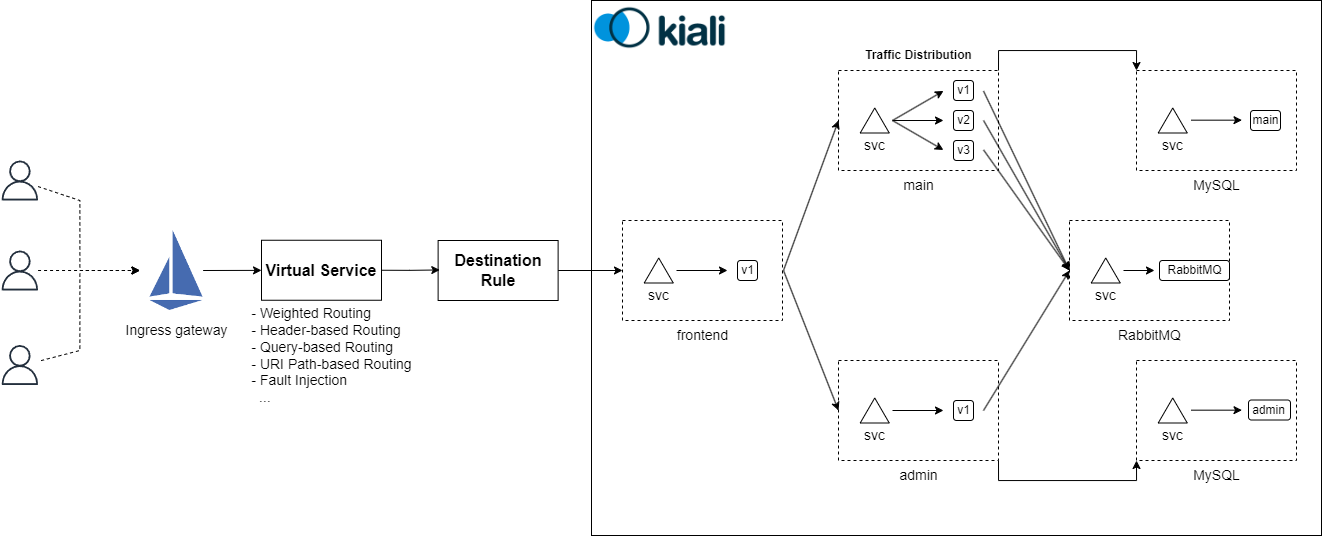 kiali
Traffic Distribution
v1
v2
v3
svc
main
svc
main
MySQL
Ingress gateway
Virtual Service
- Weighted Routing
- Header-based Routing
- Query-based Routing
- URI Path-based Routing
- Fault Injection
...
Destination
Rule
svc
v1
frontend
svc
RabbitMQ
RabbitMQ
svc
v1
admin
svc
admin
MySQL